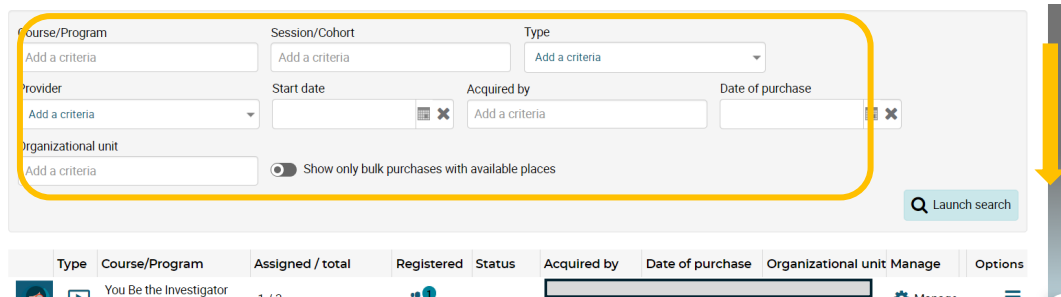 Course/Program Session/Cohort Type
Add a criteria Add a criteria Add a criteria
Provider Start date Acquired by Date of purchase
Add a criteria Add a criteria
Organizational unit
Add a criteria Show only bulk purchases with available places
Launch search
Type Course/Program Assigned / total Registered Status Acquired by Date of purchase Organizational unit Manage Options
You Be the Investigator 1 Manage